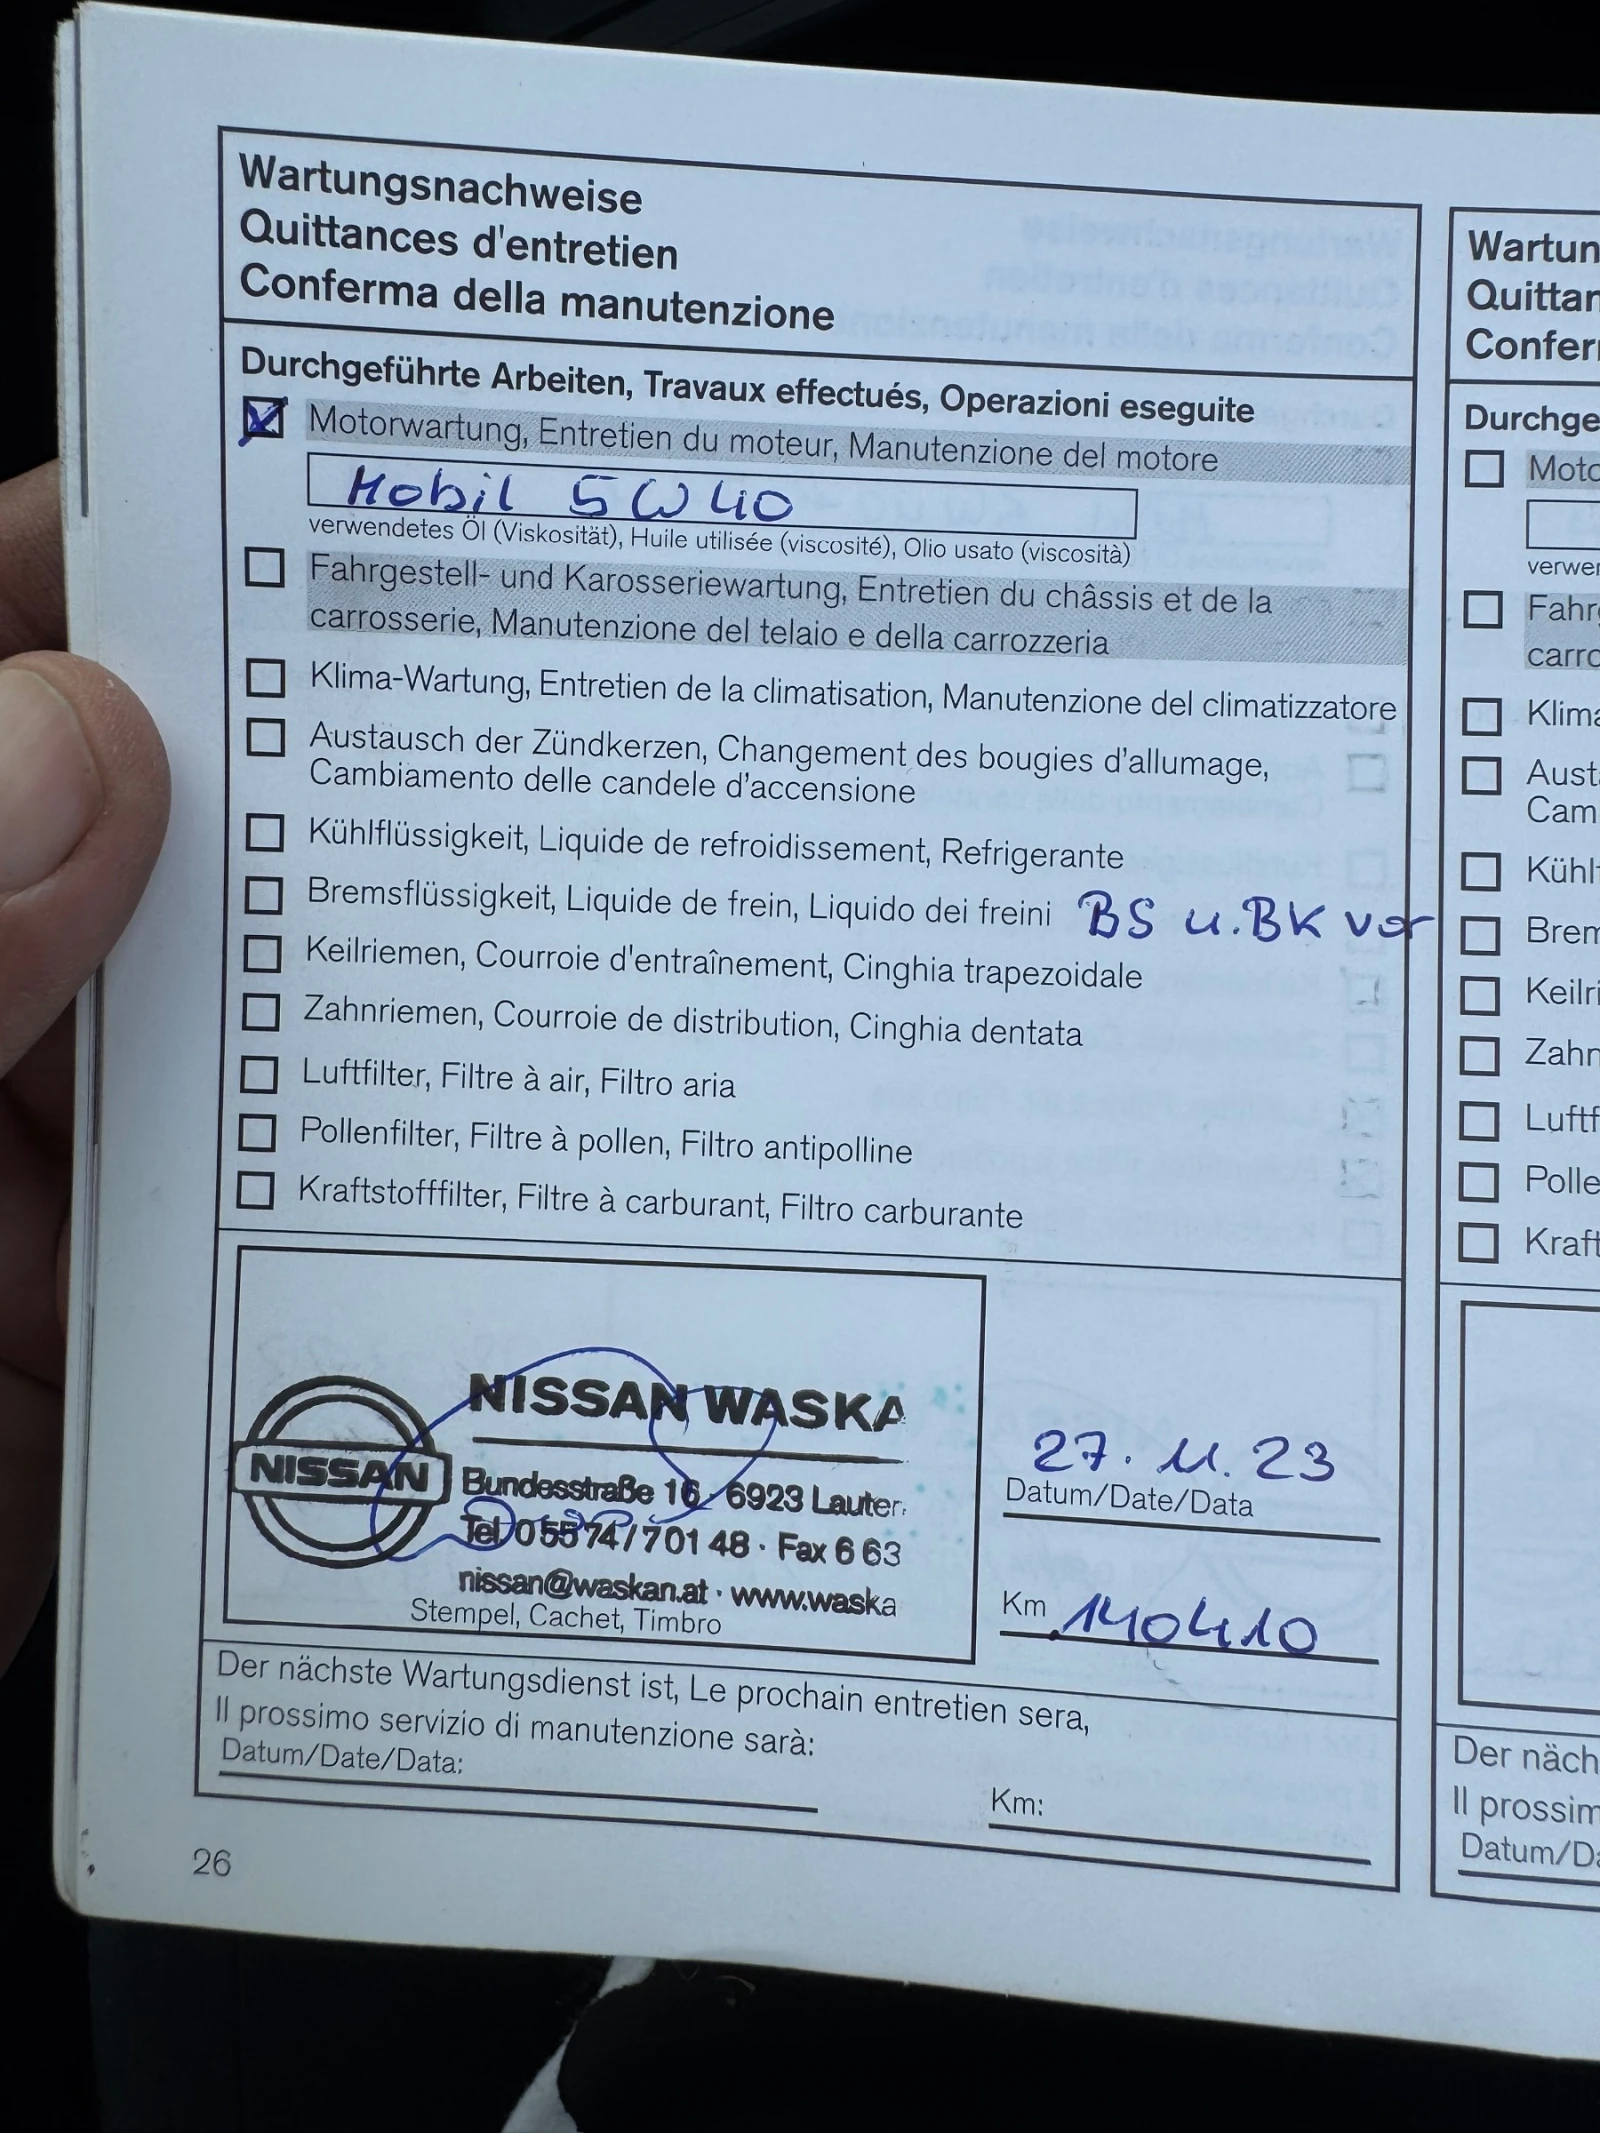 Wartungsnachweise
Quittances d'entretien
Conferma della manutenzione
Durchgeführte Arbeiten, Travaux effectués, Operazioni eseguite
Motorwartung, Entretien du moteur, Manutenzione del motore
Mobil 5W40
verwendetes Öl (Viskosität), Huile utilisée (viscosité), Olio usato (viscosità)
Fahrgestell- und Karosseriewartung, Entretien du châssis et de la
carrosserie, Manutenzione del telaio e della carrozzeria
Klima-Wartung, Entretien de la climatisation, Manutenzione del climatizzatore
Austausch der Zündkerzen, Changement des bougies d'allumage,
Cambiamento delle candele d'accensione
Kühlflüssigkeit, Liquide de refroidissement, Refrigerante
Bremsflüssigkeit, Liquide de frein, Liquido dei freini BS u. BK vor
Keilriemen, Courroie d'entraînement, Cinghia trapezoidale
Zahnriemen, Courroie de distribution, Cinghia dentata
Luftfilter, Filtre à air, Filtro aria
Pollenfilter, Filtre à pollen, Filtro antipolline
Kraftstofffilter, Filtre à carburant, Filtro carburante
NISSAN
NISSAN WASKA
Bundesstraße 16 · 6923 Lauter
Tel 05574/70148 · Fax 6 63
nissan@waskan.at · www.waska
Stempel, Cachet, Timbro
27.11.23
Datum/Date/Data
Km 140410
Der nächste Wartungsdienst ist, Le prochain entretien sera,
Il prossimo servizio di manutenzione sarà:
Datum/Date/Data:
Km:
26
Wartun
Quittan
Confer
Durchge
Moto
verwe
Fahr
carro
Klima
Aust
Cam
Kühl
Brem
Keilri
Zahn
Luftf
Polle
Kraft
Der näch
Il prossim
Datum/Da